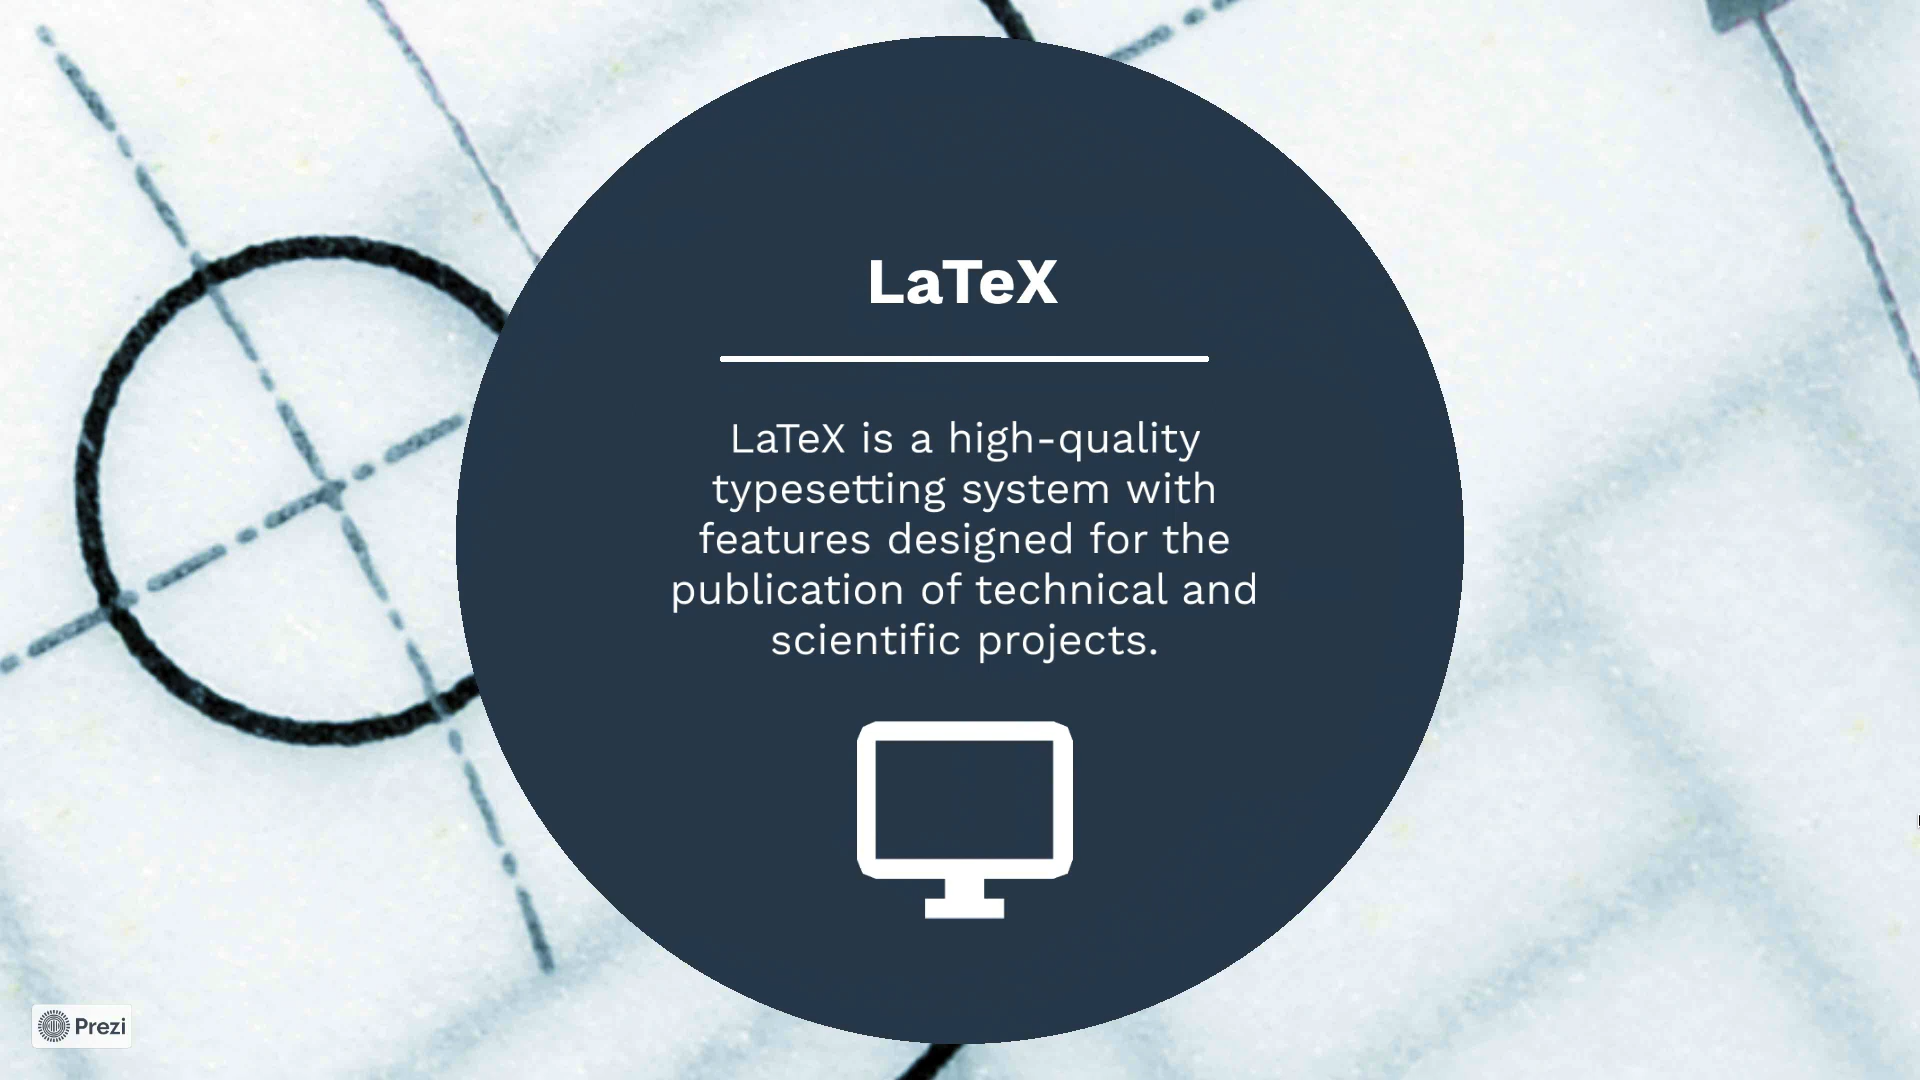 LaTeX
LaTeX is a high-quality
typesetting system with
features designed for the
publication of technical and
scientific projects.
Prezi